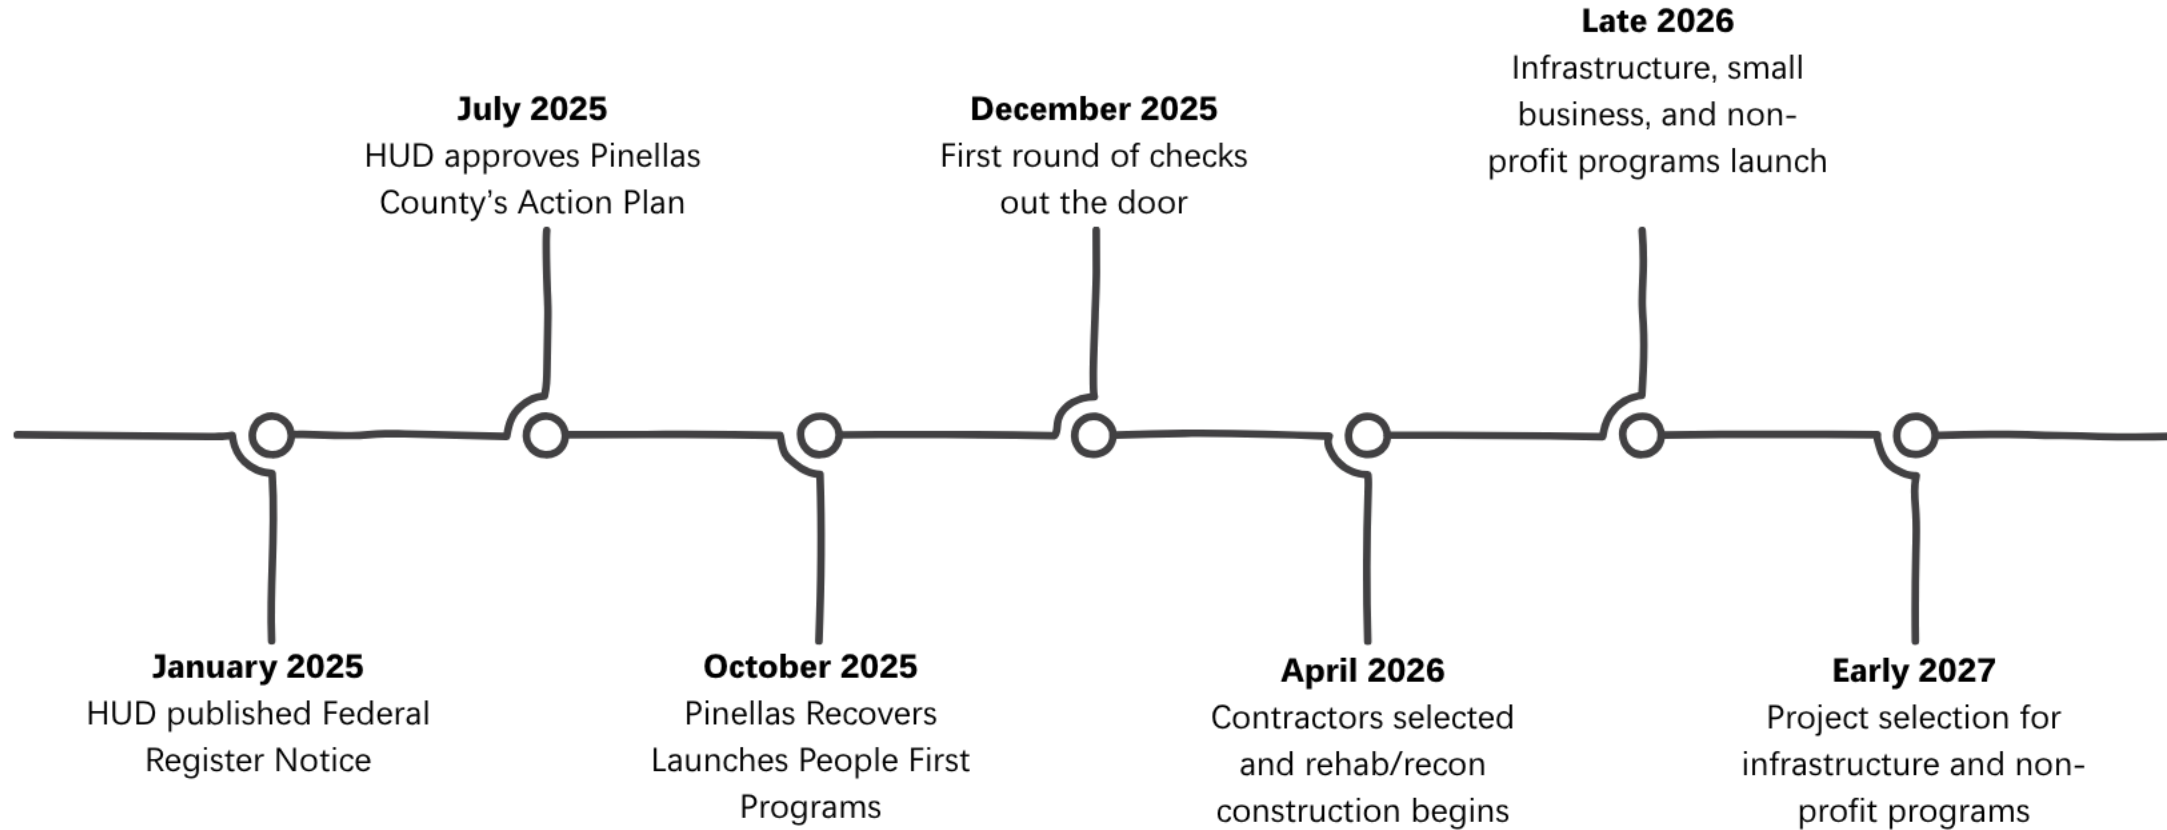 January 2025
HUD published Federal
Register Notice
July 2025
HUD approves Pinellas
County's Action Plan
October 2025
Pinellas Recovers
Launches People First
Programs
December 2025
First round of checks
out the door
April 2026
Contractors selected
and rehab/recon
construction begins
Late 2026
Infrastructure, small
business, and non-
profit programs launch
Early 2027
Project selection for
infrastructure and non-
profit programs